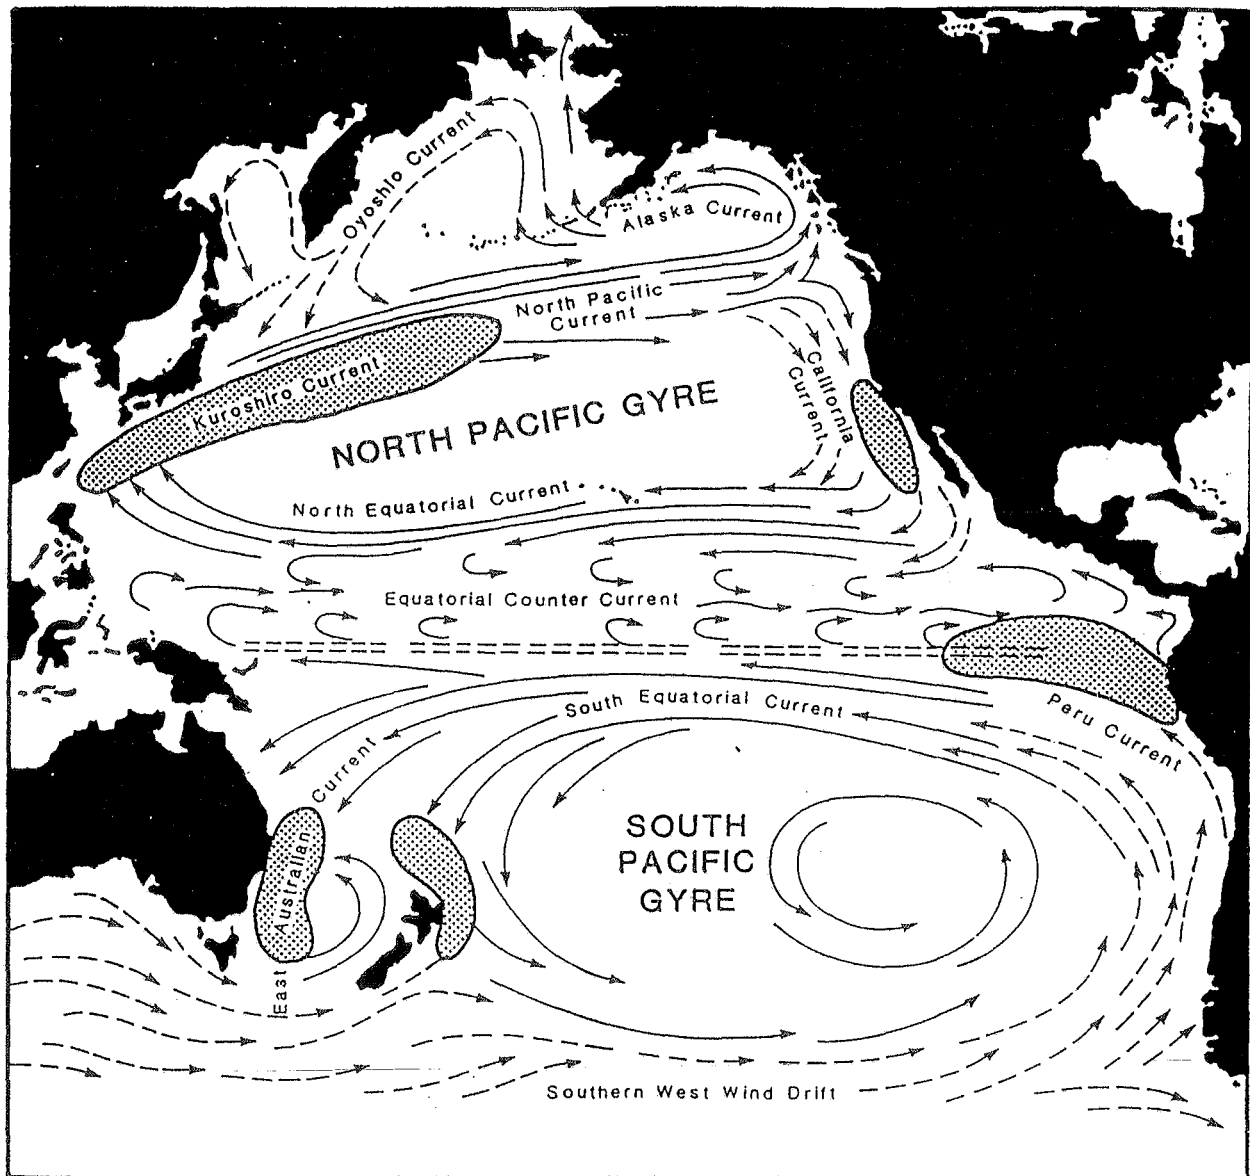 Oyoshio Current
Alaska Current
North Pacific
Current
Kuroshiro Current
California
Current
NORTH PACIFIC GYRE
North Equatorial Current
Equatorial Counter Current
South Equatorial Current
Peru Current
East Australian Current
SOUTH
PACIFIC
GYRE
Southern West Wind Drift